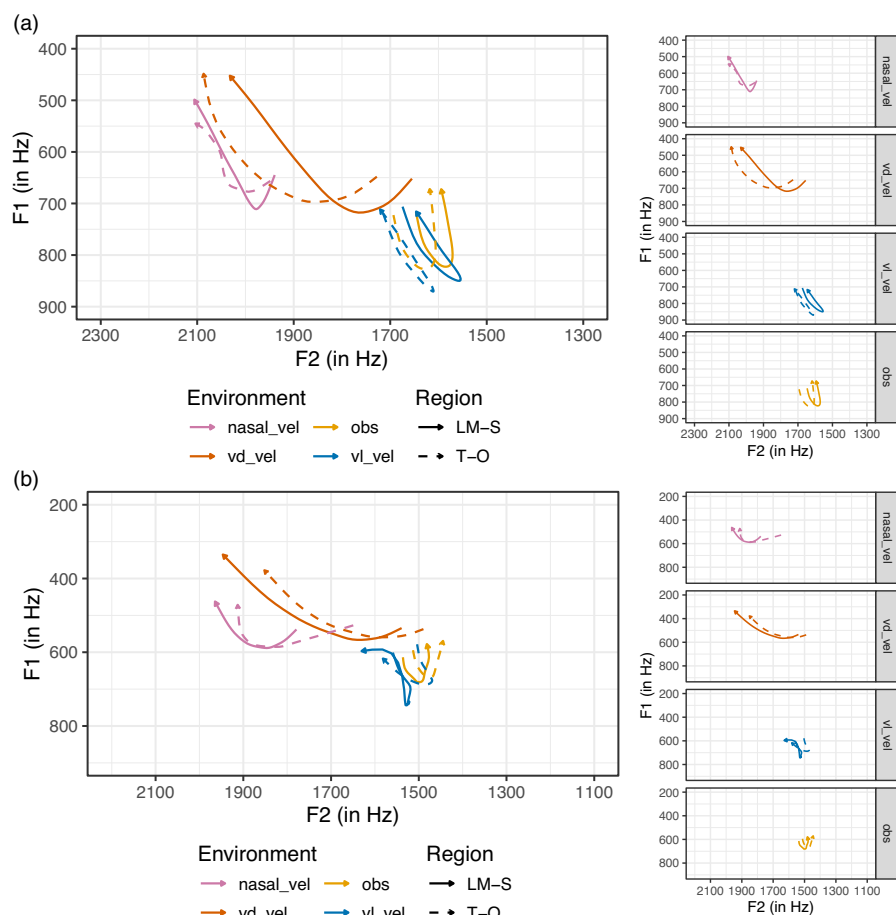 (a)
400
500
600
700
800
900
F1 (in Hz)
2300 2100 1900 1700 1500 1300
F2 (in Hz)
Environment Region
nasal_vel obs LM−S
vd_vel vl_vel T−O
400
500
600
700
800
900
nasal_vel
400
500
600
700
800
900
vd_vel
400
500
600
700
800
900
vl_vel
400
500
600
700
800
900
obs
F1 (in Hz)
2300 2100 1900 1700 1500 1300
F2 (in Hz)
(b)
200
400
600
800
F1 (in Hz)
2100 1900 1700 1500 1300 1100
F2 (in Hz)
Environment Region
nasal_vel obs LM−S
vd_vel vl_vel T−O
200
400
600
800
nasal_vel
200
400
600
800
vd_vel
200
400
600
800
vl_vel
200
400
600
800
obs
F1 (in Hz)
2100 1900 1700 1500 1300 1100
F2 (in Hz)